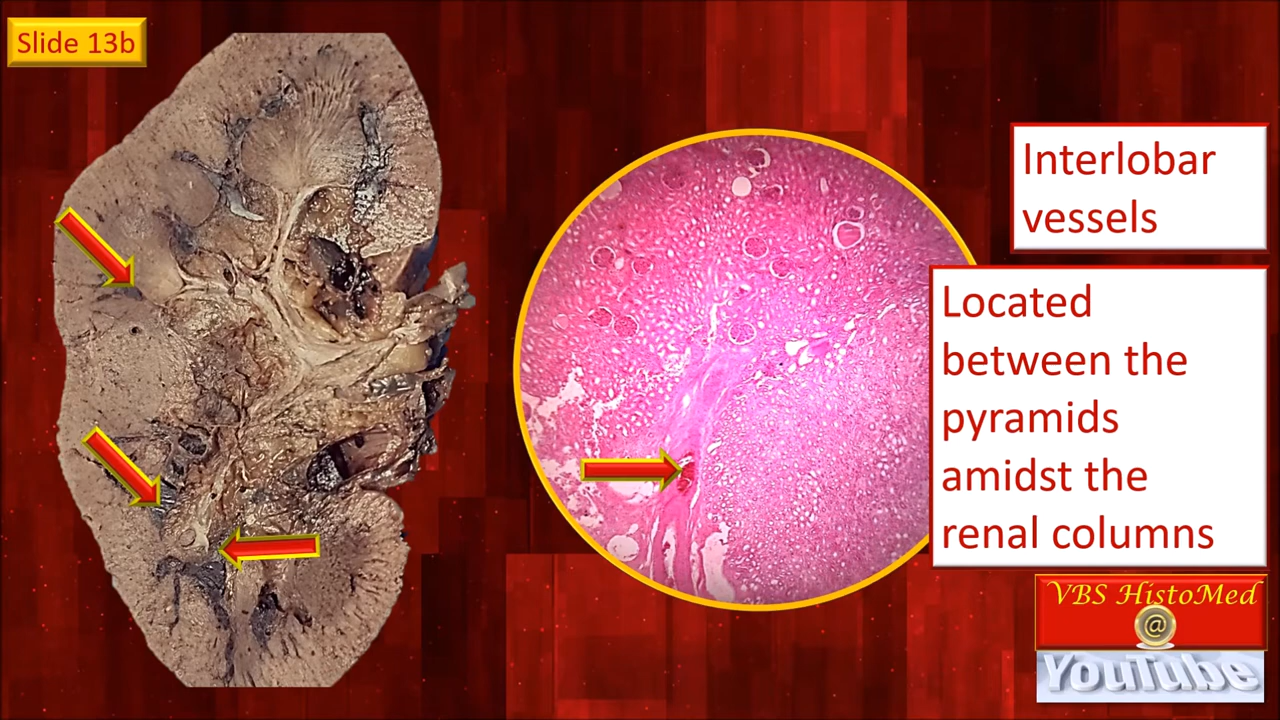 Slide 13b
Interlobar
vessels
Located
between the
pyramids
amidst the
renal columns
VBS HistoMed
@
YouTube